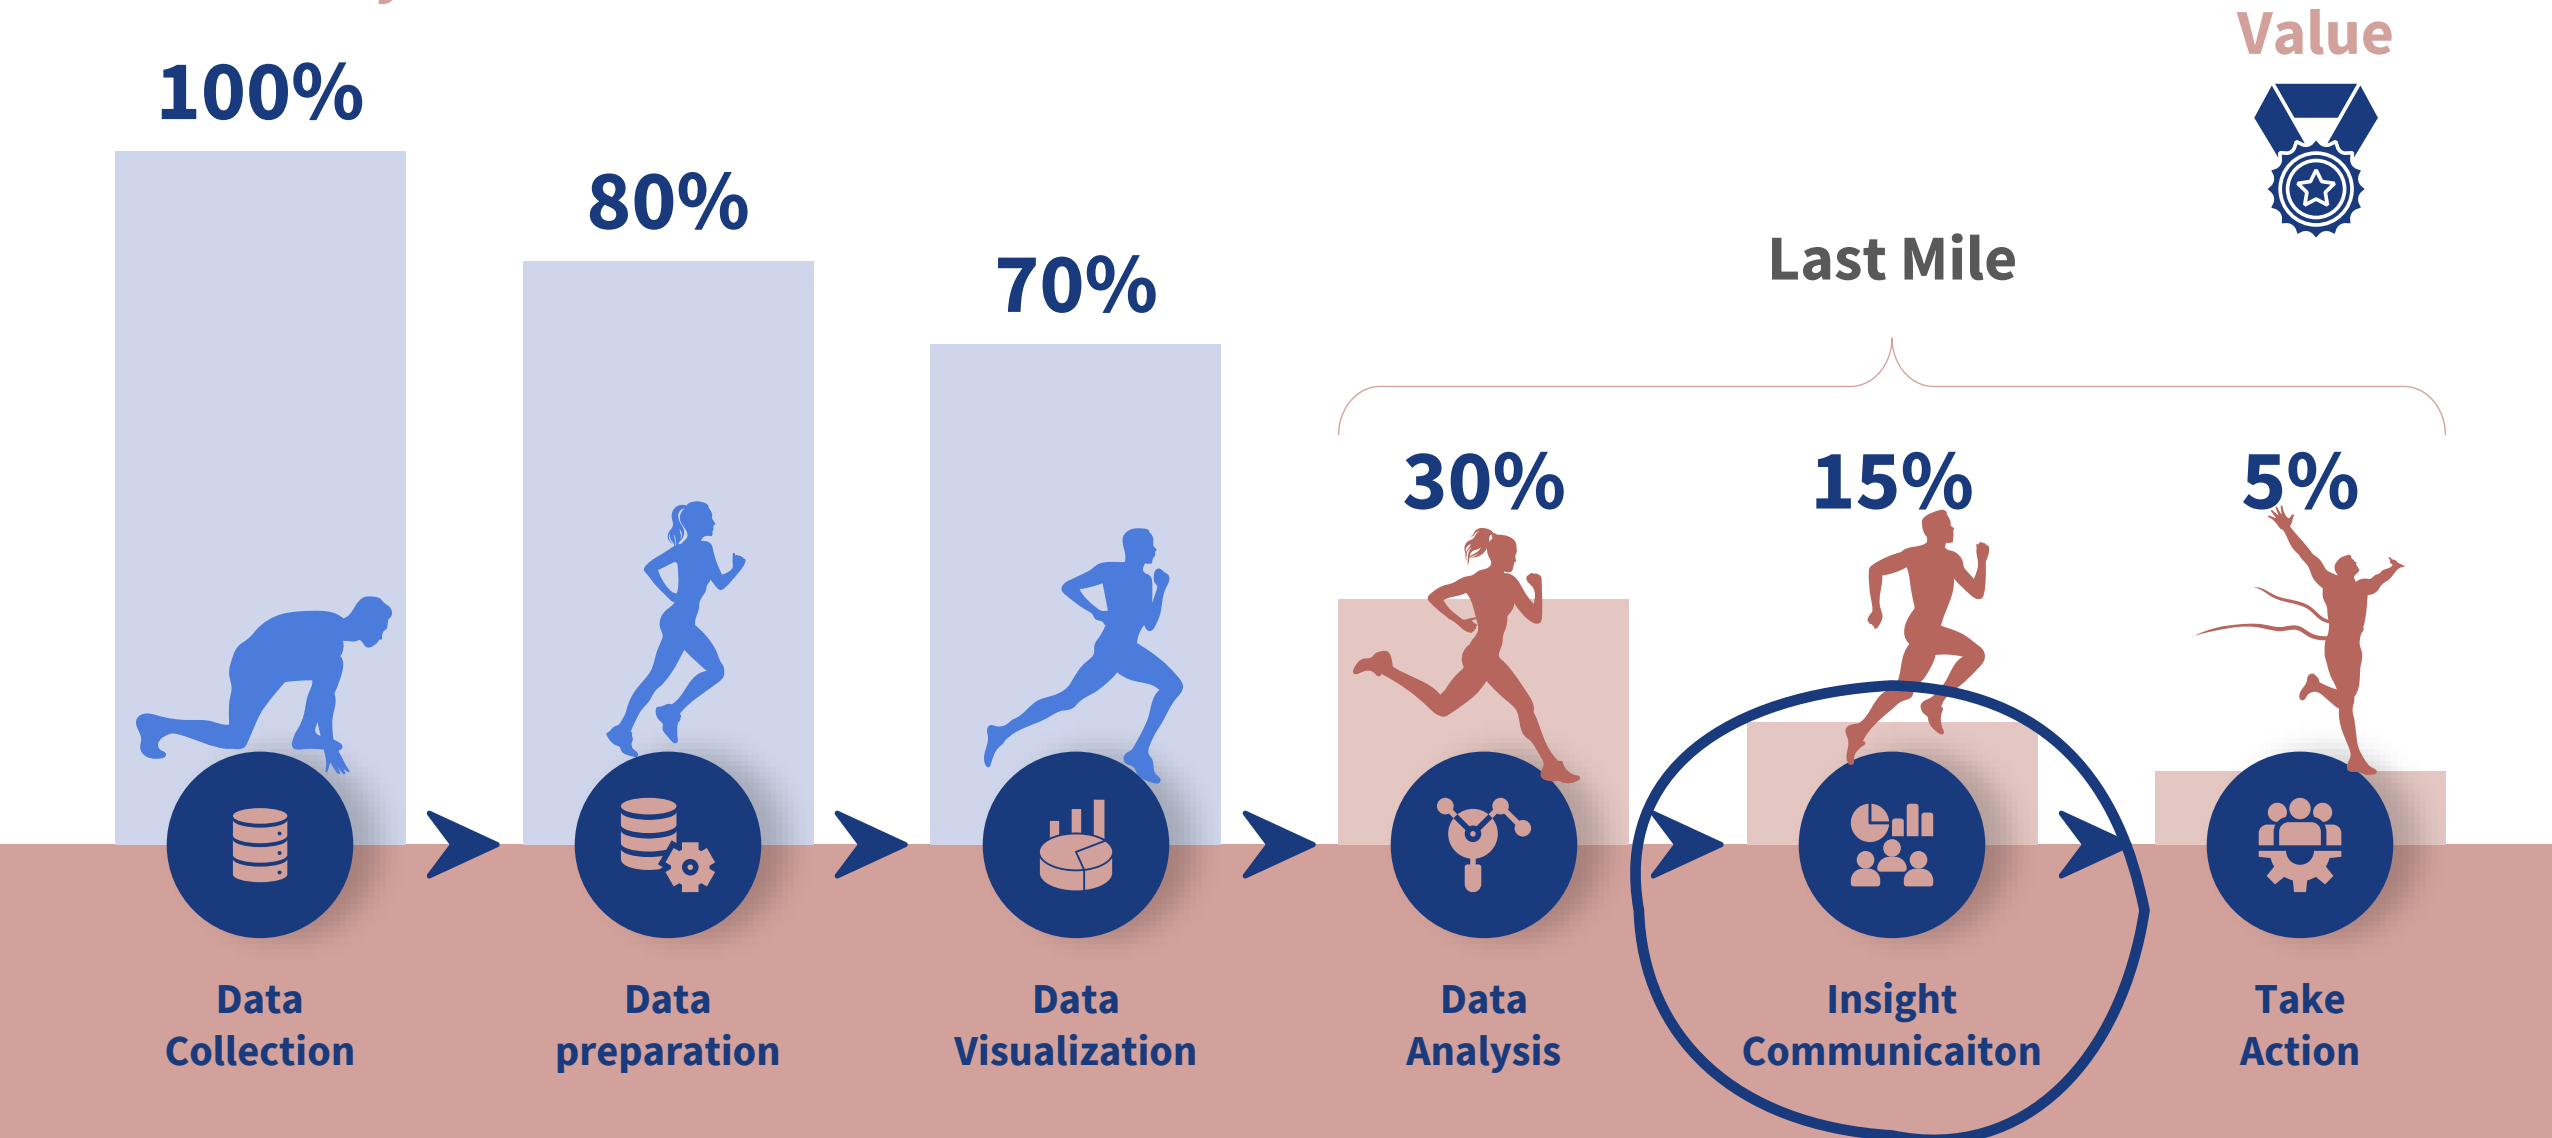 Value
100%
80%
70%
Last Mile
30%
15%
5%
Data
Collection
Data
preparation
Data
Visualization
Data
Analysis
Insight
Communicaiton
Take
Action